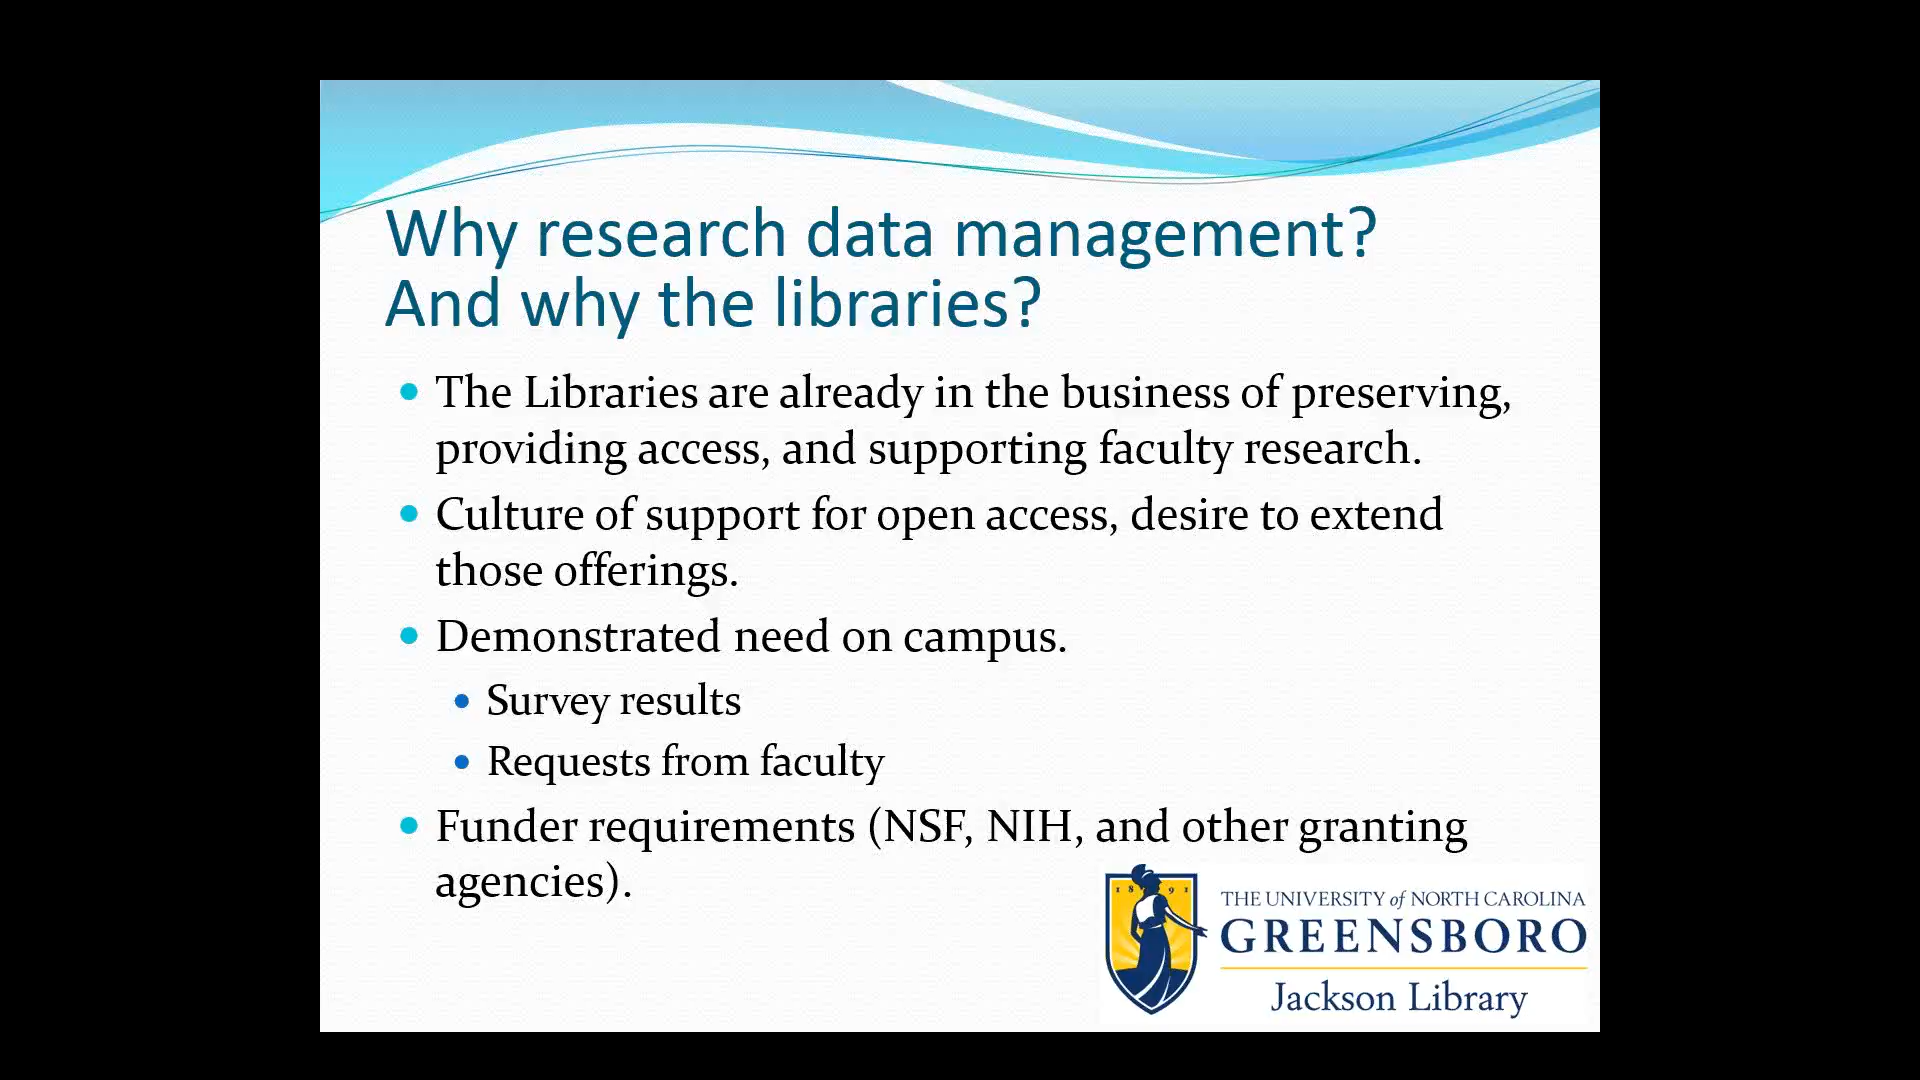 Why research data management?
And why the libraries?
• The Libraries are already in the business of preserving,
providing access, and supporting faculty research.
• Culture of support for open access, desire to extend
those offerings.
• Demonstrated need on campus.
• Survey results
• Requests from faculty
• Funder requirements (NSF, NIH, and other granting
agencies).
1891
THE UNIVERSITY of NORTH CAROLINA
GREENSBORO
Jackson Library